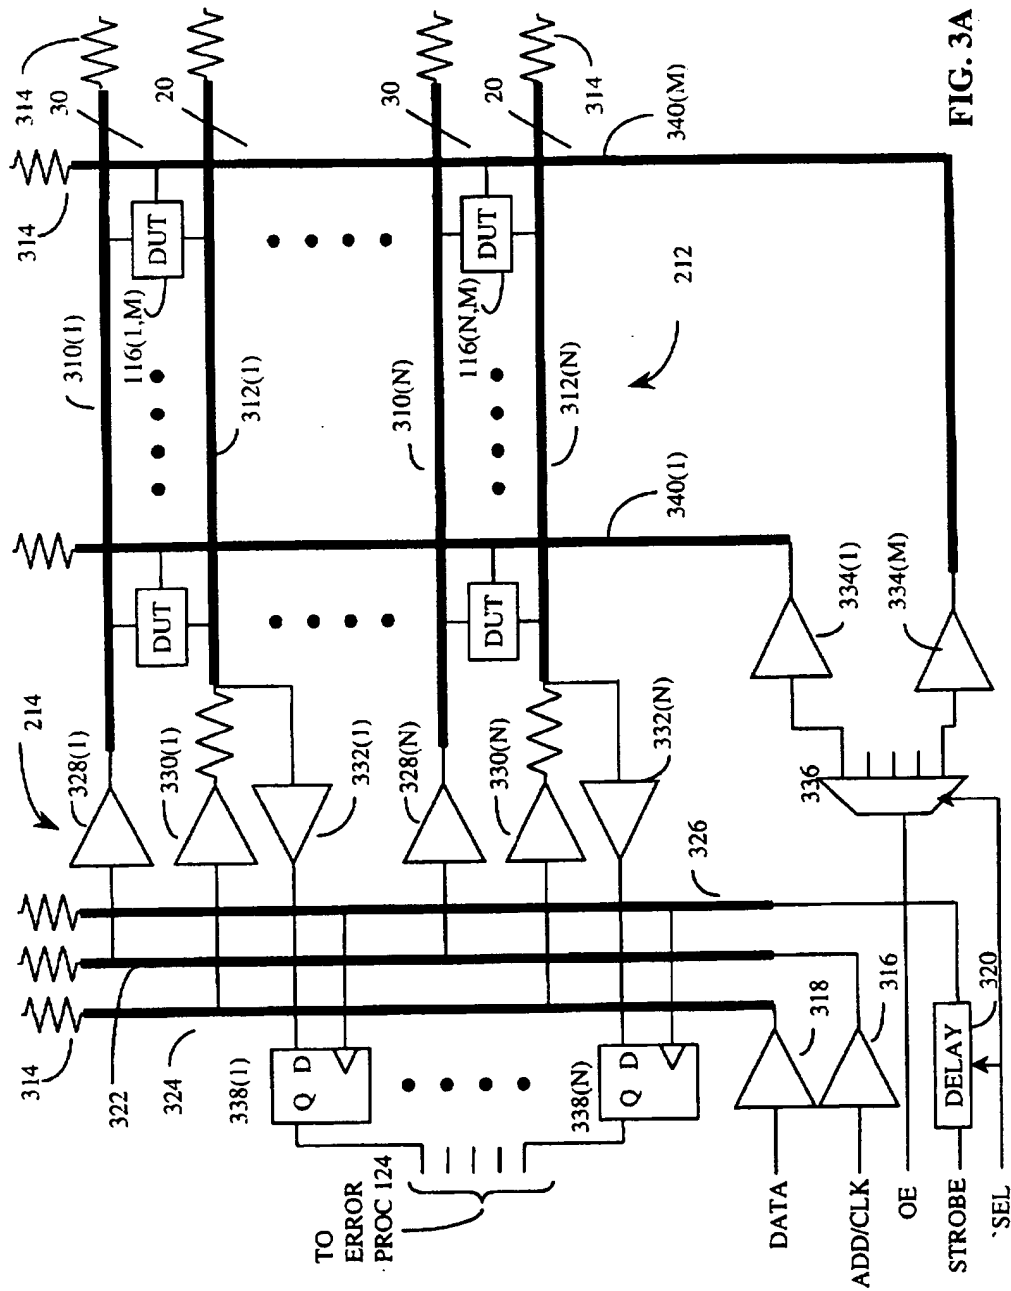 FIG. 3A
314
314
30
20
30
20
314
340(M)
DUT
DUT
116(1,M)
116(N,M)
310(1)
312(1)
310(N)
312(N)
212
340(1)
DUT
DUT
334(1)
334(M)
214
328(1)
330(1)
332(1)
328(N)
330(N)
332(N)
336
326
314
322
324
338(1)
Q D
338(N)
Q D
318
316
320
DELAY
TO
ERROR
PROC 124
DATA
ADD/CLK
OE
STROBE
SEL